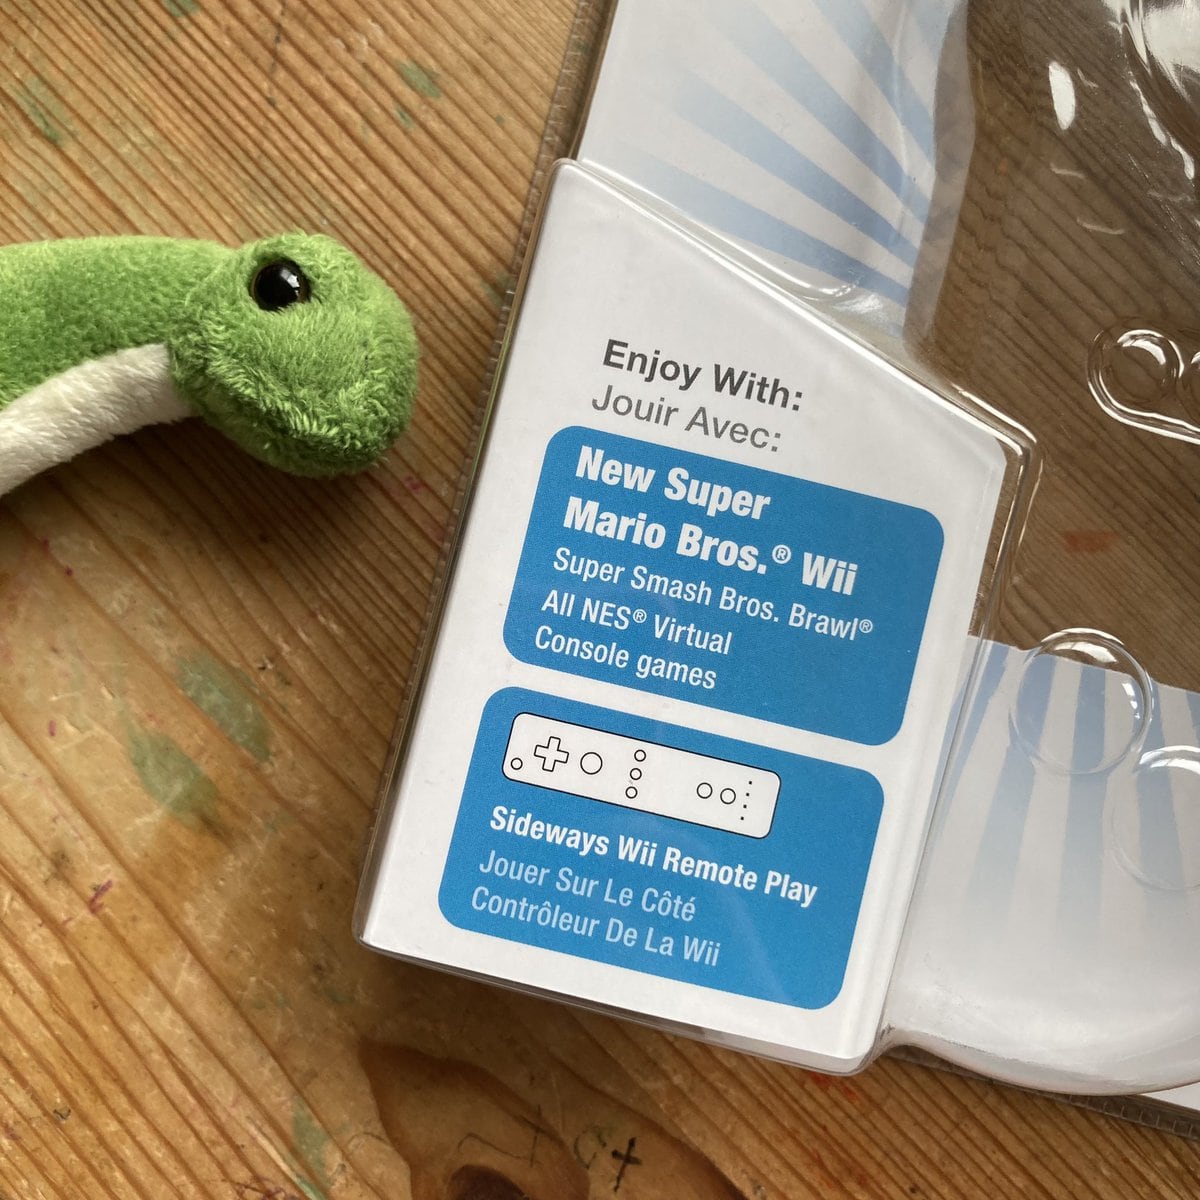 Enjoy With:
Jouir Avec:
New Super
Mario Bros.® Wii
Super Smash Bros. Brawl®
All NES® Virtual
Console games
Sideways Wii Remote Play
Jouer Sur Le Côté
Contrôleur De La Wii